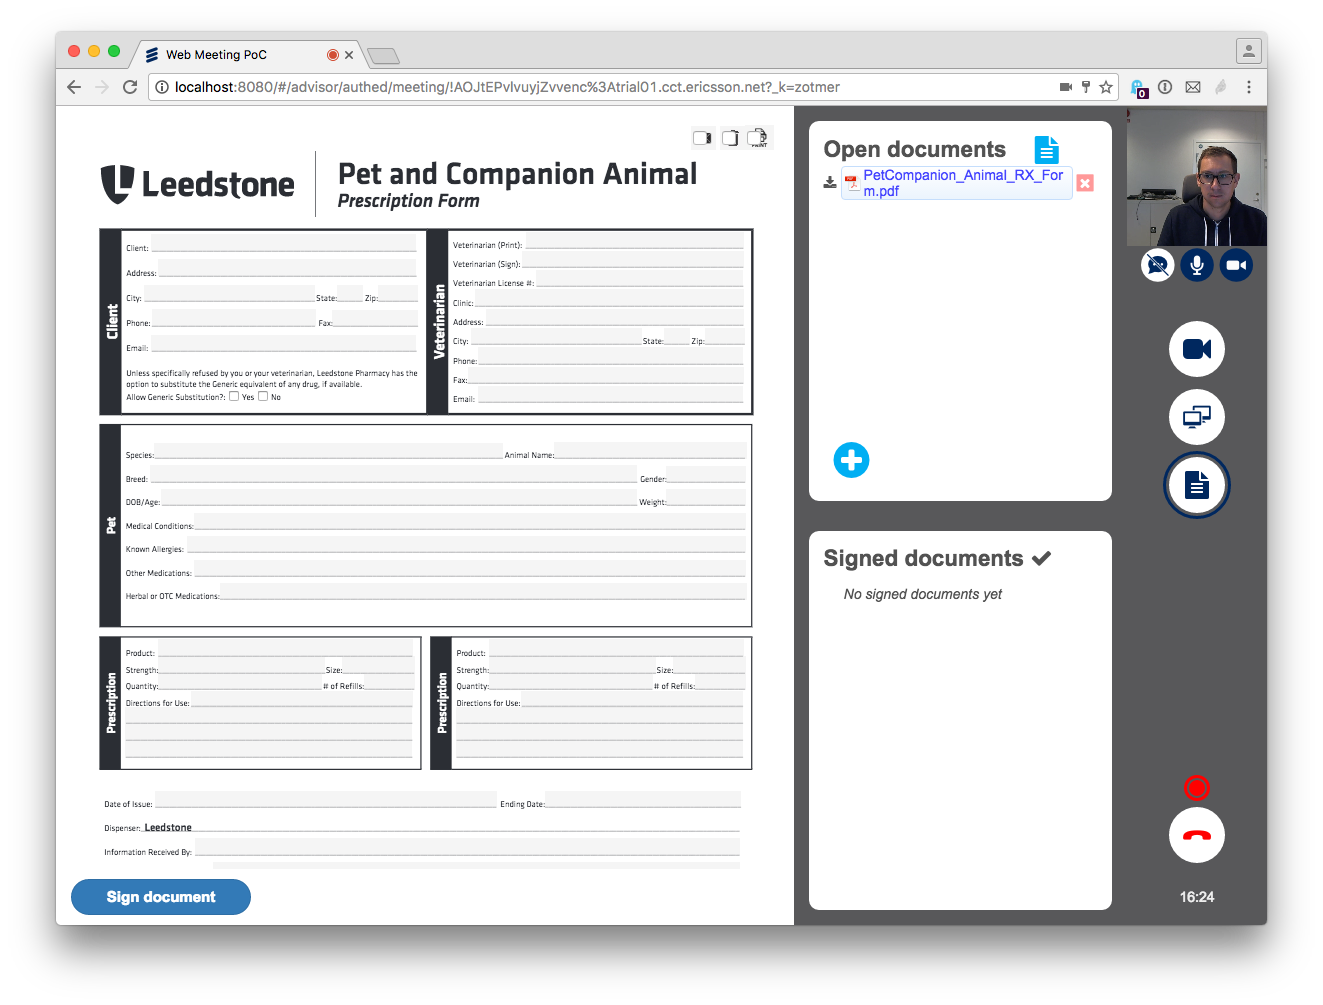 Web Meeting PoC
localhost:8080/#/advisor/authed/meeting/!AOJtEPvlvuyjZvvenc%3Atrial01.cct.ericsson.net?_k=zotmer
0
Leedstone
Pet and Companion Animal
Prescription Form
Client
Client:
Address:
City: State: Zip:
Phone: Fax:
Email:
Unless specifically refused by you or your veterinarian, Leedstone Pharmacy has the
option to substitute the Generic equivalent of any drug, if available.
Allow Generic Substitution?: Yes No
Veterinarian
Veterinarian (Print):
Veterinarian (Sign):
Veterinarian License #:
Clinic:
Address:
City: State: Zip:
Phone:
Fax:
Email:
Pet
Species: Animal Name:
Breed: Gender:
DOB/Age: Weight:
Medical Conditions:
Known Allergies:
Other Medications:
Herbal or OTC Medications:
Prescription
Product:
Strength: Size:
Quantity: # of Refills:
Directions for Use:
Prescription
Product:
Strength: Size:
Quantity: # of Refills:
Directions for Use:
Date of Issue: Ending Date:
Dispenser: Leedstone
Information Received By:
Sign document
Open documents
PetCompanion_Animal_RX_For
m.pdf
Signed documents
No signed documents yet
16:24